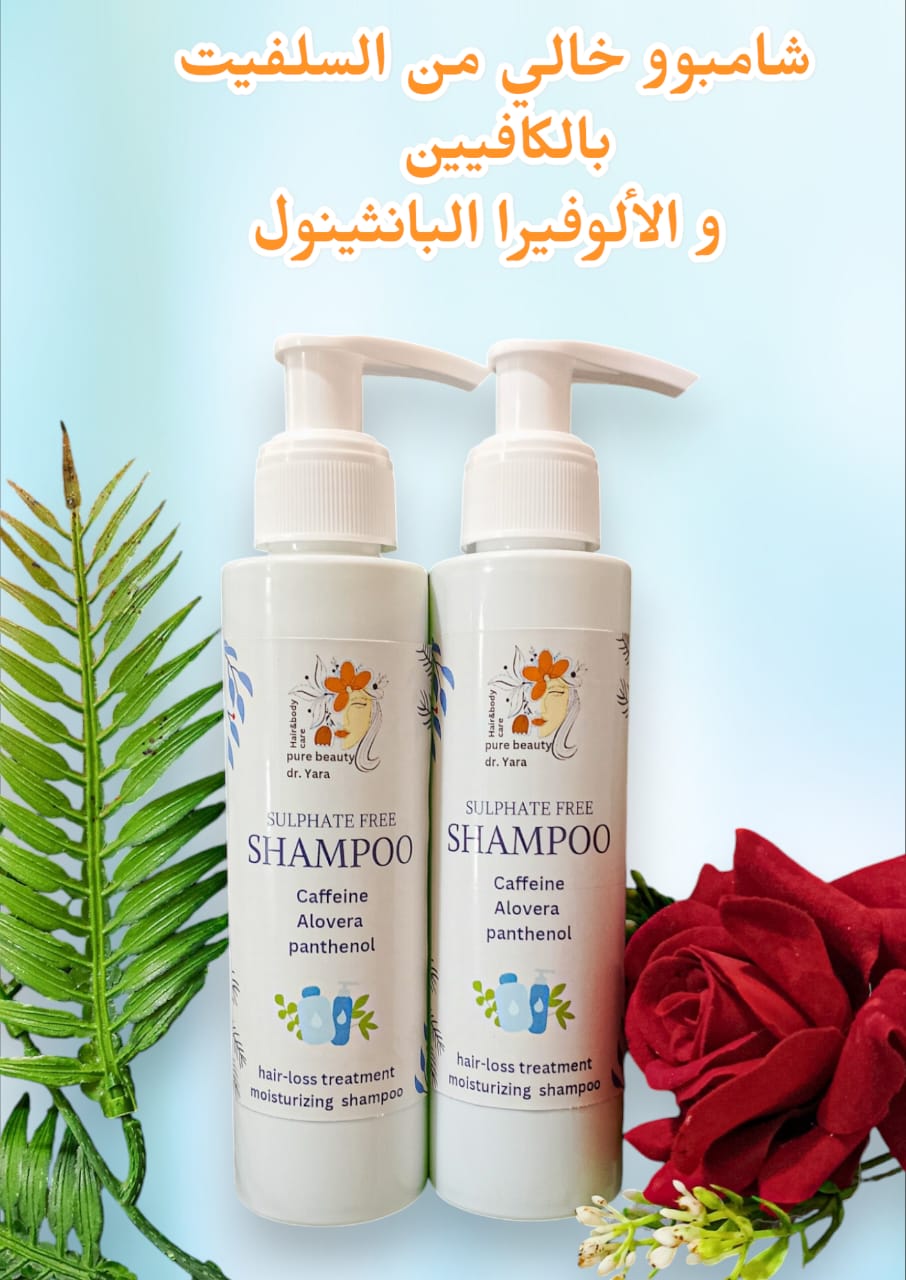 شامبوو خالي من السلفيت
بالكافيين
و الألوفيرا البانثينول
Hair&body
care
pure beauty
dr. Yara
SULPHATE FREE
SHAMPOO
Caffeine
Alovera
panthenol
hair-loss treatment
moisturizing shampoo
Hair&body
care
pure beauty
dr. Yara
SULPHATE FREE
SHAMPOO
Caffeine
Alovera
panthenol
hair-loss treatment
moisturizing shampoo